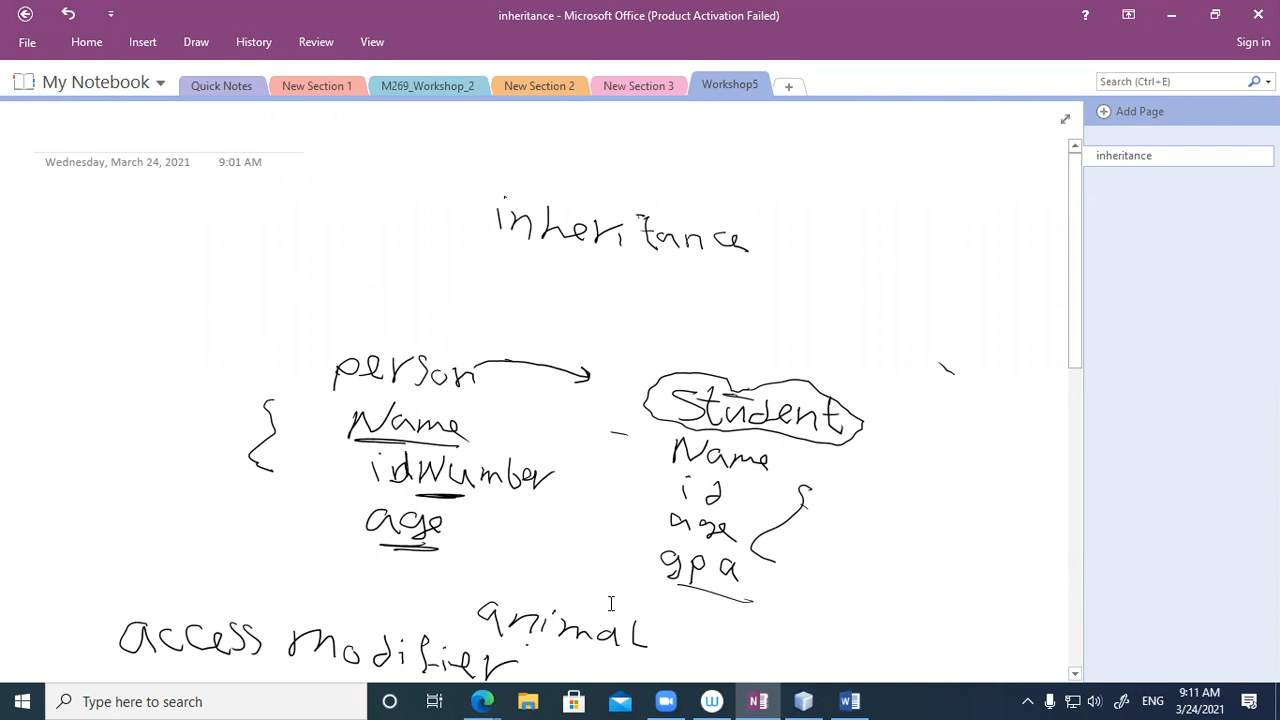 inheritance - Microsoft Office (Product Activation Failed)
?
File Home Insert Draw History Review View
Sign in
My Notebook Quick Notes New Section 1 M269_Workshop_2 New Section 2 New Section 3 Workshop5 +
Search (Ctrl+E)
Add Page
inheritance
Wednesday, March 24, 2021 9:01 AM
inheritance
person
Name
idNumber
age
Student
Name
id
age
gpa
animal
access modifier
Type here to search
ENG
9:11 AM
3/24/2021